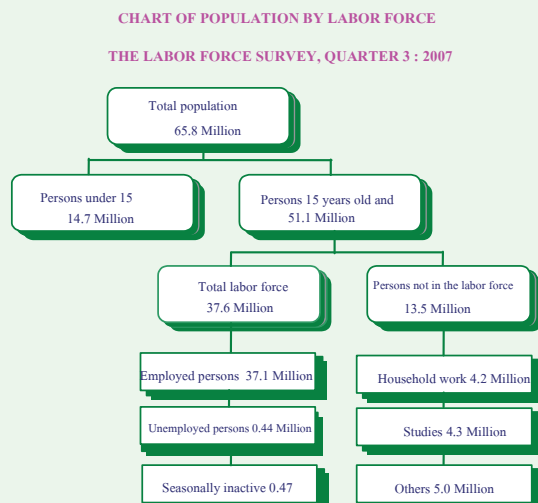 CHART OF POPULATION BY LABOR FORCE
THE LABOR FORCE SURVEY, QUARTER 3 : 2007
Total population
65.8 Million
Persons under 15
14.7 Million
Persons 15 years old and
51.1 Million
Total labor force
37.6 Million
Persons not in the labor force
13.5 Million
Employed persons 37.1 Million
Household work 4.2 Million
Unemployed persons 0.44 Million
Studies 4.3 Million
Seasonally inactive 0.47
Others 5.0 Million